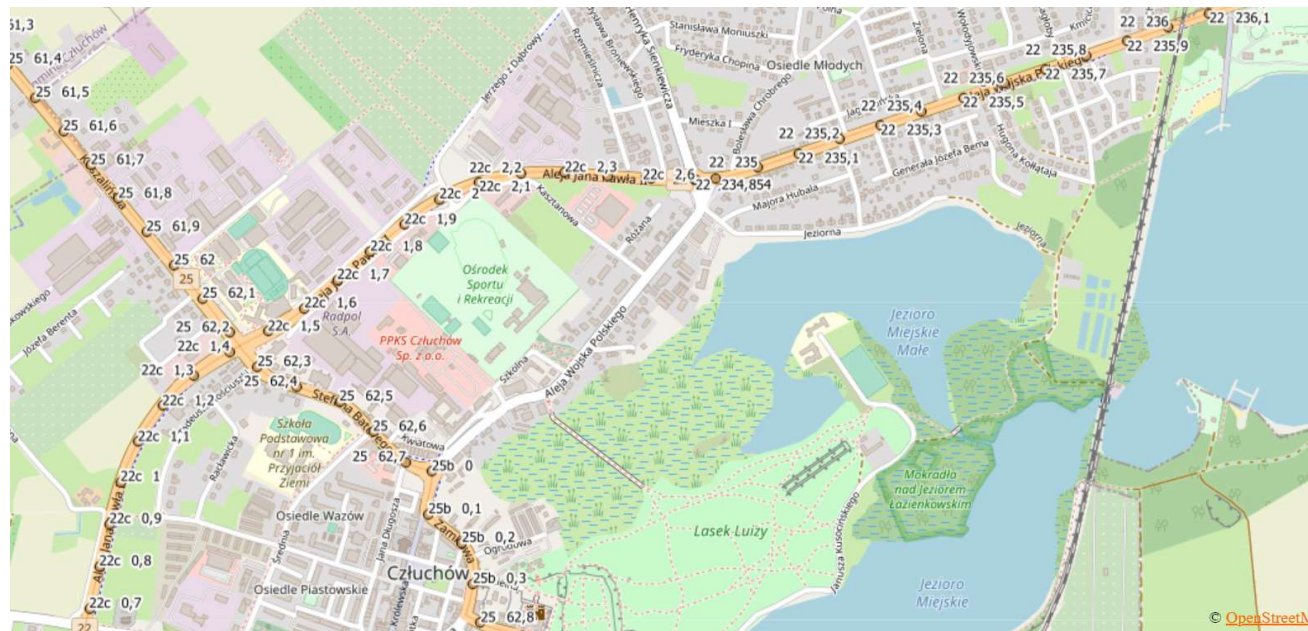 61,3
25 61,4
25 61,5
25 61,6
25 61,7
25 61,8
25 61,9
25 62
25
25 62,1
25 62,2
25 62,3
25 62,4
25 62,5
25 62,6
25 62,7
25b 0
25b 0,1
25b 0,2
25b 0,3
25 62,8
22c 0,7
22c 0,8
22c 0,9
22c 1
22c 1,1
22c 1,2
22c 1,3
22c 1,4
22c 1,5
22c 1,6
22c 1,7
22c 1,8
22c 1,9
22c 2
22c 2,1
22c 2,2
22c 2,3
22c 2,6
22 234,854
22 235
22 235,1
22 235,2
22 235,3
22 235,4
22 235,5
22 235,6
22 235,7
22 235,8
22 235,9
22 236
22 236,1
22
Koszalińska
Józefa Berenta
Jerzego z Dąbrowy
Rzemieślnicza
Henryka Sienkiewicza
Stanisława Moniuszki
Fryderyka Chopina
Osiedle Młodych
Zielona
Mieszka I
Bolesława Chrobrego
Generała Józefa Bema
Hugona Kołłątaja
Majora Hubala
Jeziorna
Jeziorna
Kasztanowa
Różana
Ośrodek
Sportu
i Rekreacji
Radpol
S.A.
PPKS Człuchów
Sp. z o.o.
Szkolna
Aleja Wojska Polskiego
Szkoła
Podstawowa
nr 1 im.
Przyjaciół
Ziemi
Racławicka
Kwiatowa
Osiedle Wazów
Średnia
Jana Długosza
Zamkowa
Ogrodowa
Człuchów
Osiedle Piastowskie
Królewska
Jezioro
Miejskie
Małe
Mokradła
nad Jeziorem
Łazienkowskim
Lasek Luizy
Janusza Kusocińskiego
Jezioro
Miejskie
© OpenStreetM